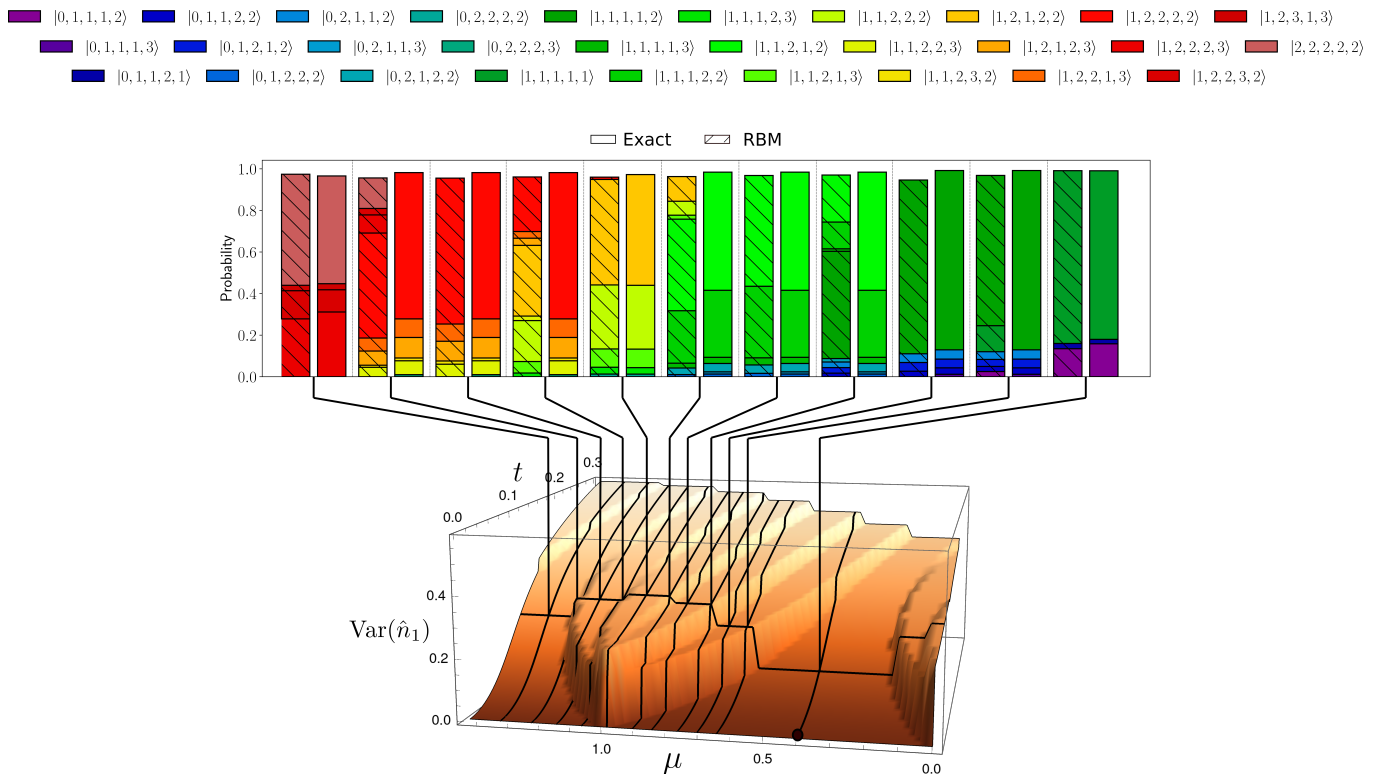 |0, 1, 1, 1, 2⟩ |0, 1, 1, 2, 2⟩ |0, 2, 1, 1, 2⟩ |0, 2, 2, 2, 2⟩ |1, 1, 1, 1, 2⟩ |1, 1, 1, 2, 3⟩ |1, 1, 2, 2, 2⟩ |1, 2, 1, 2, 2⟩ |1, 2, 2, 2, 2⟩ |1, 2, 3, 1, 3⟩
|0, 1, 1, 1, 3⟩ |0, 1, 2, 1, 2⟩ |0, 2, 1, 1, 3⟩ |0, 2, 2, 2, 3⟩ |1, 1, 1, 1, 3⟩ |1, 1, 2, 1, 2⟩ |1, 1, 2, 2, 3⟩ |1, 2, 1, 2, 3⟩ |1, 2, 2, 2, 3⟩ |2, 2, 2, 2, 2⟩
|0, 1, 1, 2, 1⟩ |0, 1, 2, 2, 2⟩ |0, 2, 1, 2, 2⟩ |1, 1, 1, 1, 1⟩ |1, 1, 1, 2, 2⟩ |1, 1, 2, 1, 3⟩ |1, 1, 2, 3, 2⟩ |1, 2, 2, 1, 3⟩ |1, 2, 2, 3, 2⟩
Exact RBM
1.0
0.8
0.6
0.4
0.2
0.0
Probability
t
0.3
0.2
0.1
0.0
0.4
Var(n̂₁)
0.2
0.0
1.0
μ
0.5
0.0